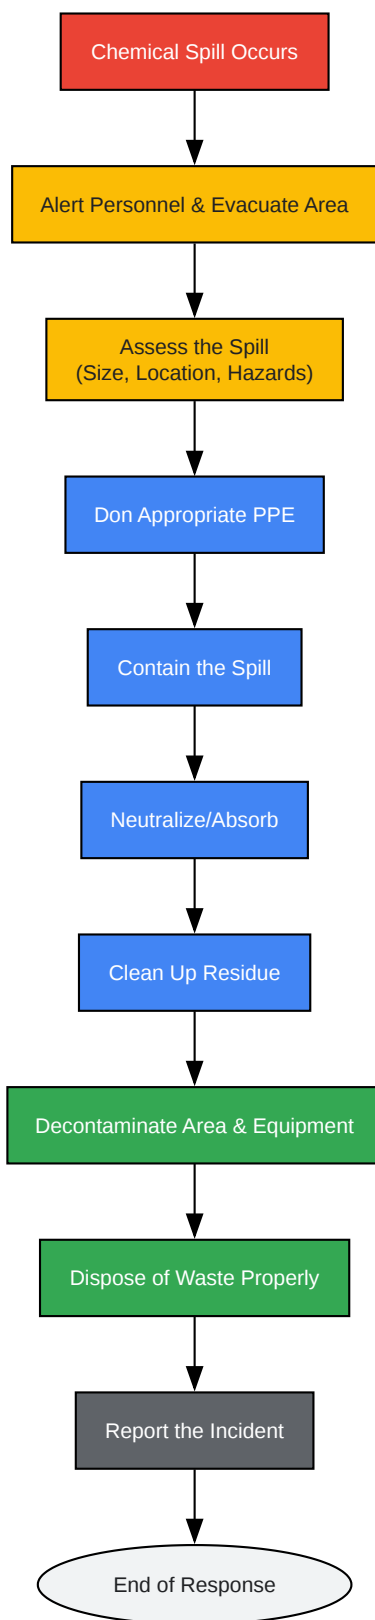 Chemical Spill Occurs
Alert Personnel & Evacuate Area
Assess the Spill
(Size, Location, Hazards)
Don Appropriate PPE
Contain the Spill
Neutralize/Absorb
Clean Up Residue
Decontaminate Area & Equipment
Dispose of Waste Properly
Report the Incident
End of Response